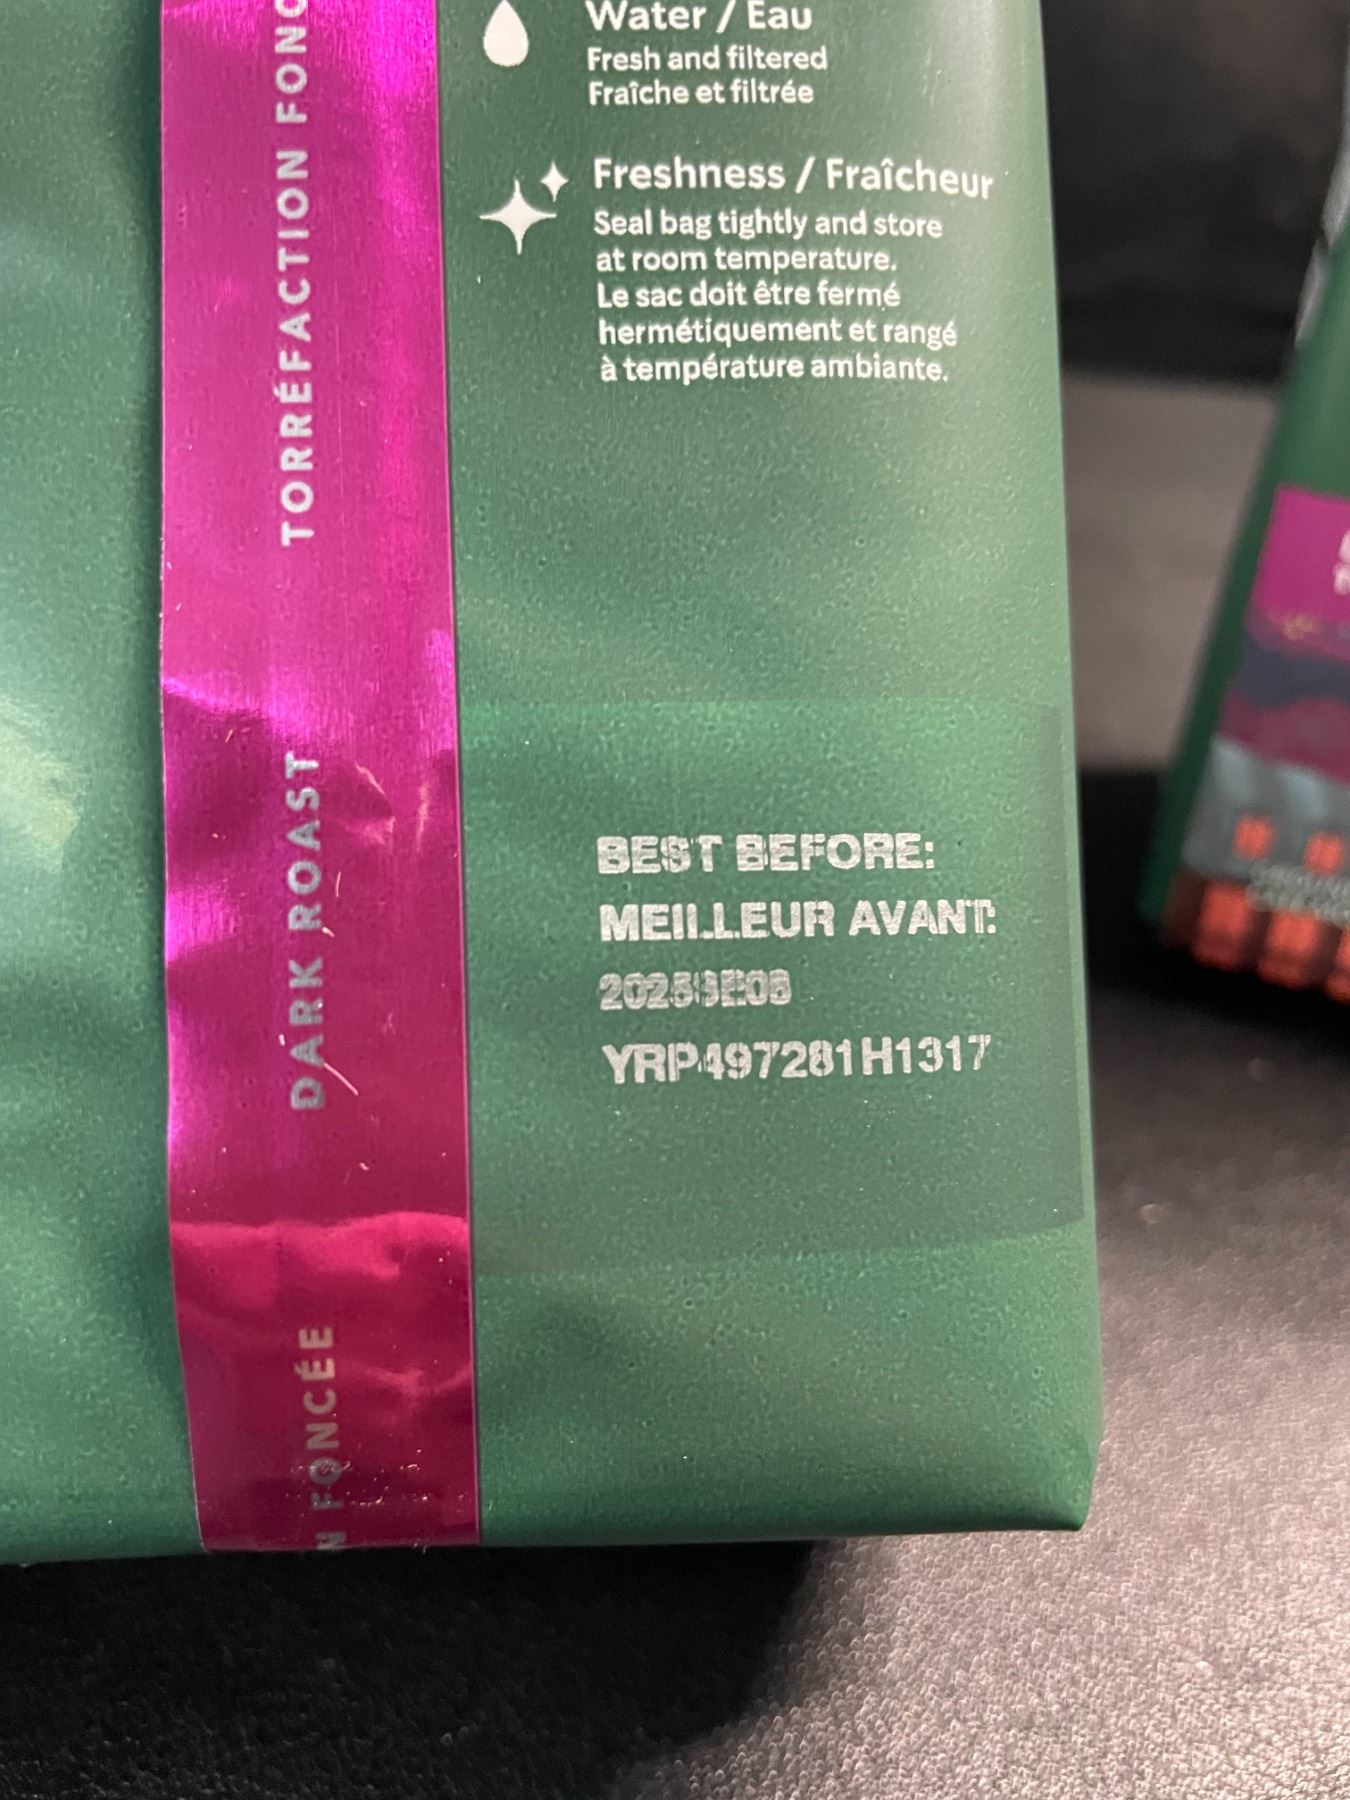 Water / Eau
Fresh and filtered
Fraîche et filtrée
Freshness / Fraîcheur
Seal bag tightly and store
at room temperature.
Le sac doit être fermé
hermétiquement et rangé
à température ambiante.
TORRÉFACTION FONC
DARK ROAST
N FONCÉE
BEST BEFORE:
MEILLEUR AVANT:
YRP497281H1317